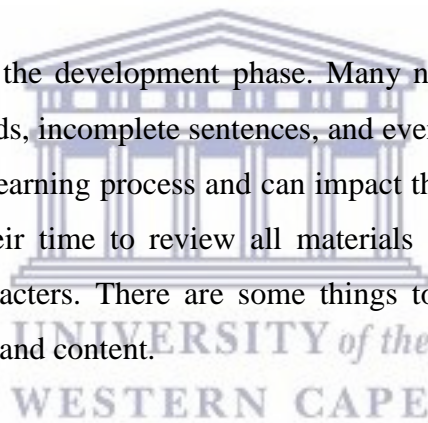 the development phase. Many n
ds, incomplete sentences, and even
earning process and can impact th
eir time to review all materials
acters. There are some things to
and content.
UNIVERSITY of the
WESTERN CAPE